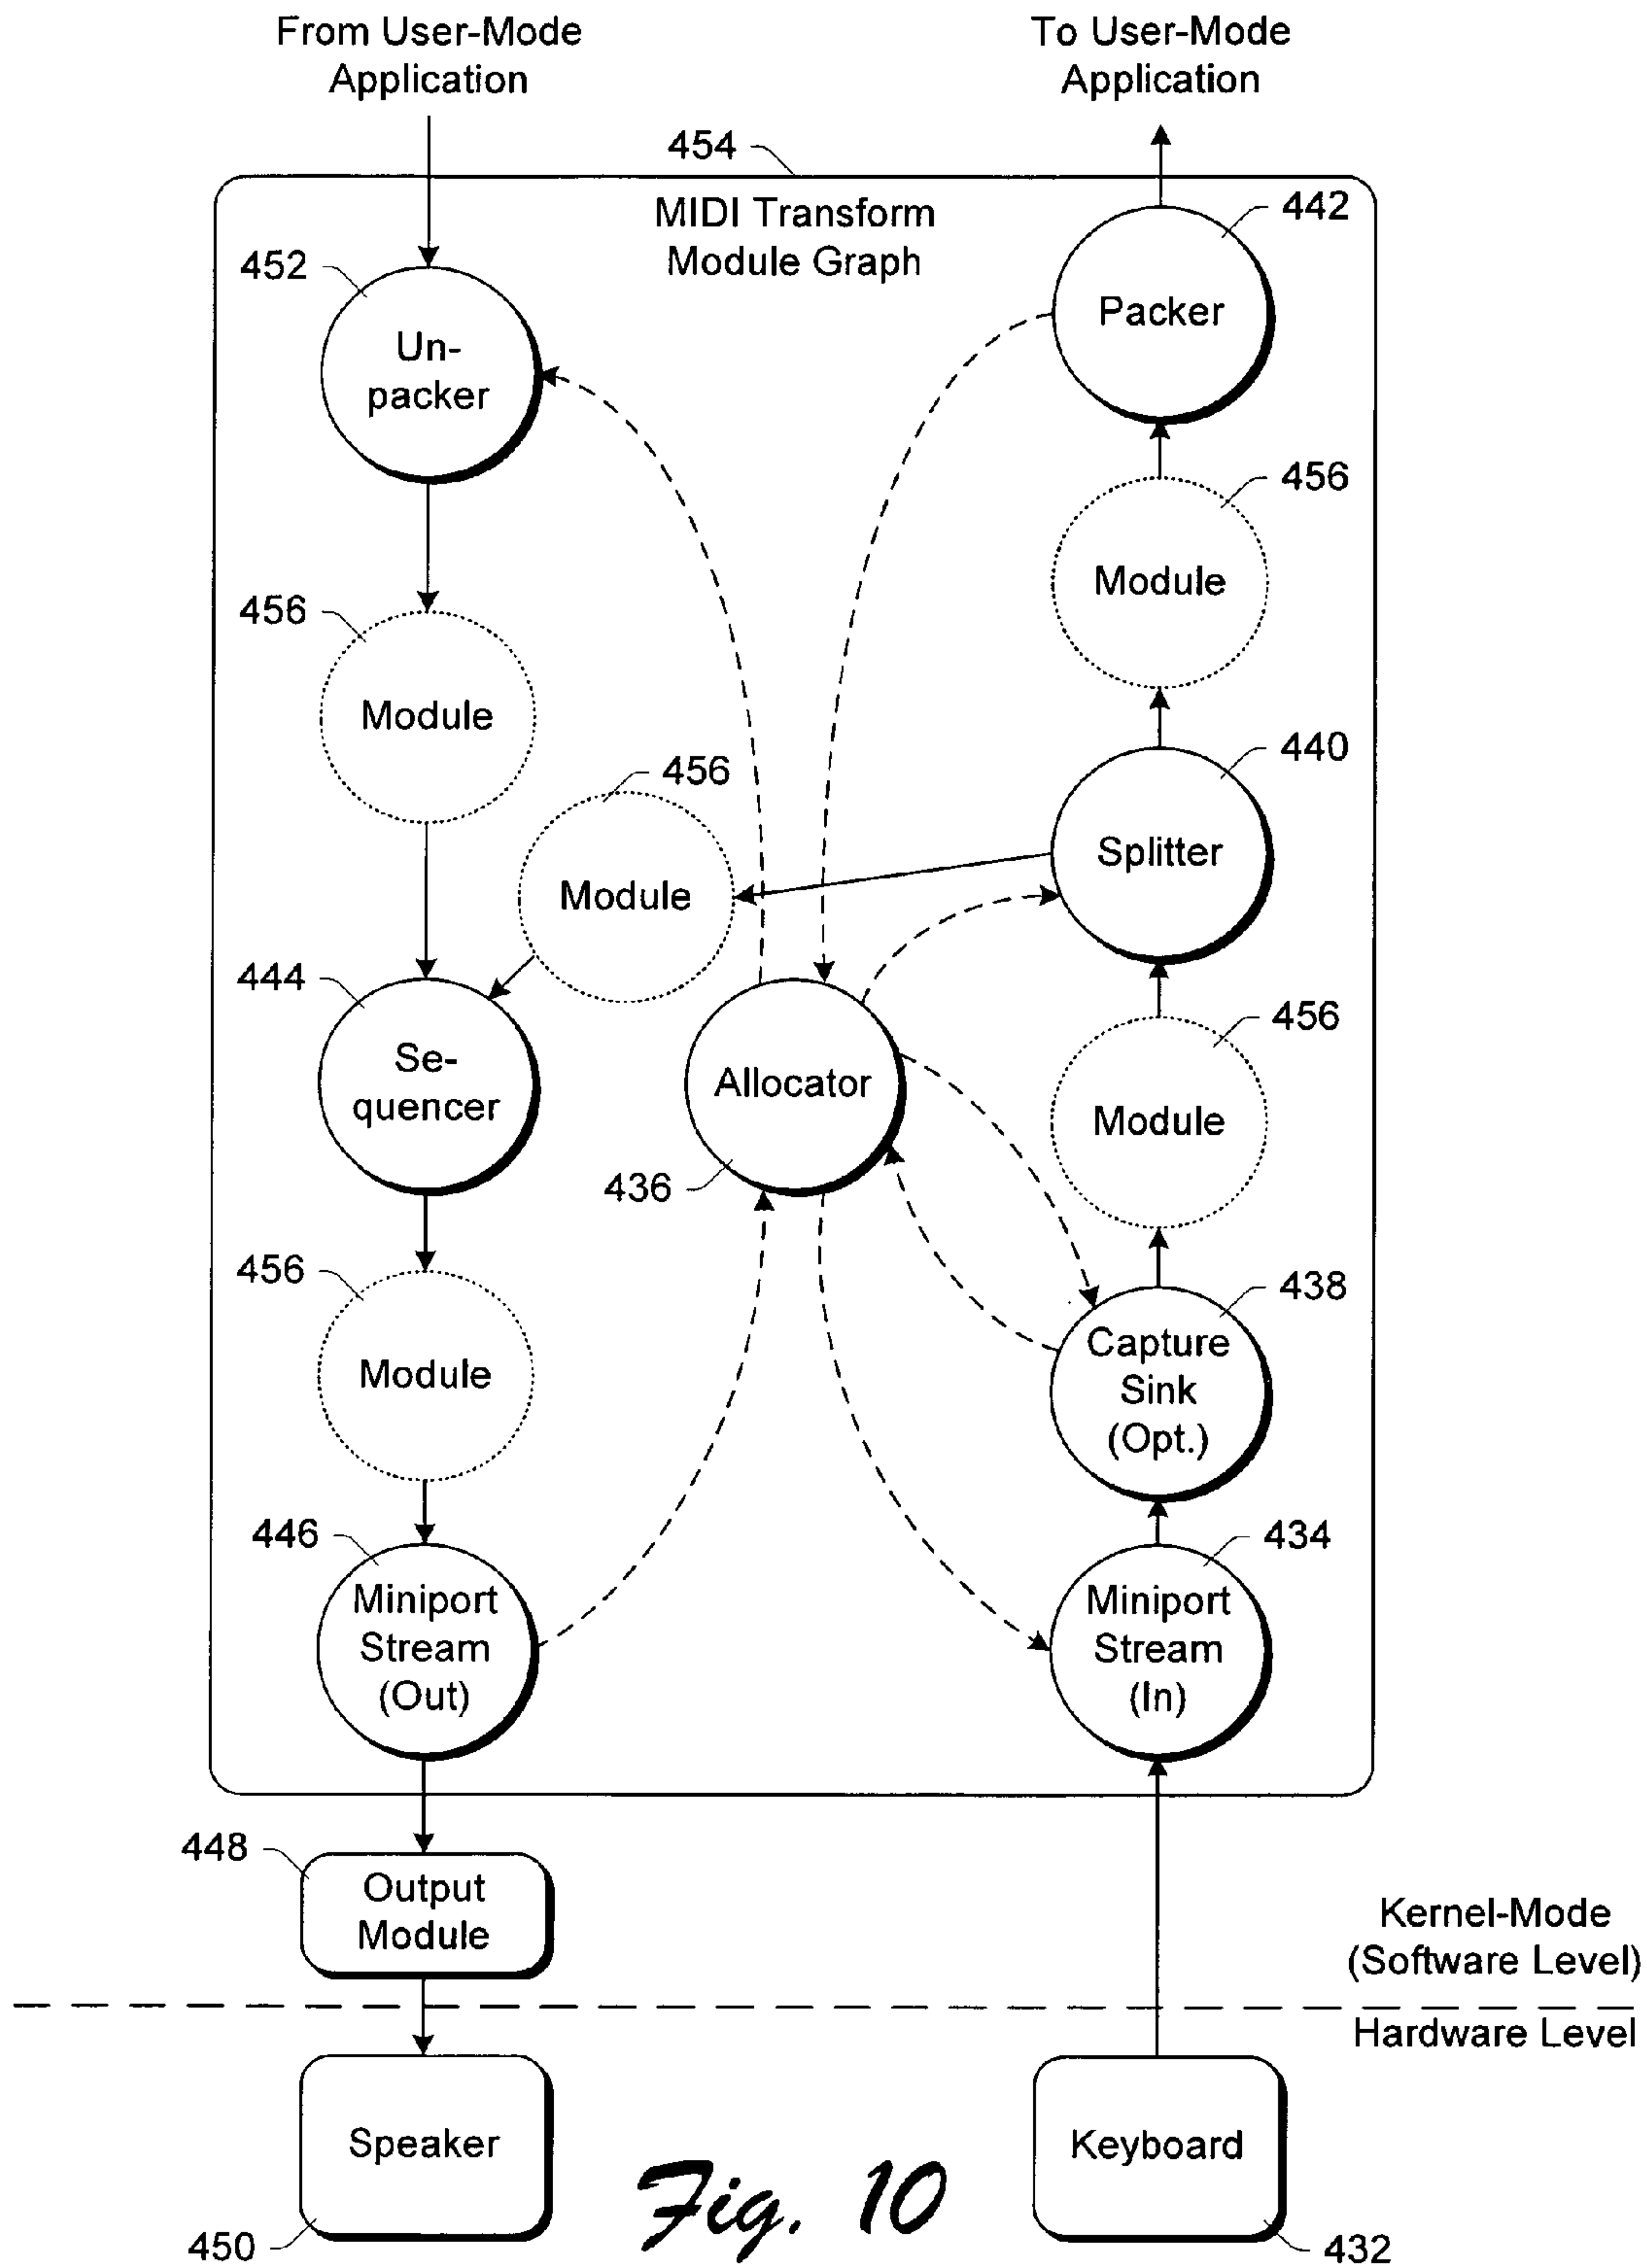 From User-Mode
Application
To User-Mode
Application
454
MIDI Transform
Module Graph
442
452
Packer
Un-
packer
456
456
Module
Module
440
456
Splitter
Module
444
456
Se-
quencer
Allocator
Module
436
456
438
Module
Capture
Sink
(Opt.)
446
434
Miniport
Stream
(Out)
Miniport
Stream
(In)
448
Output
Module
Kernel-Mode
(Software Level)
Hardware Level
Speaker
Keyboard
Fig. 10
450
432